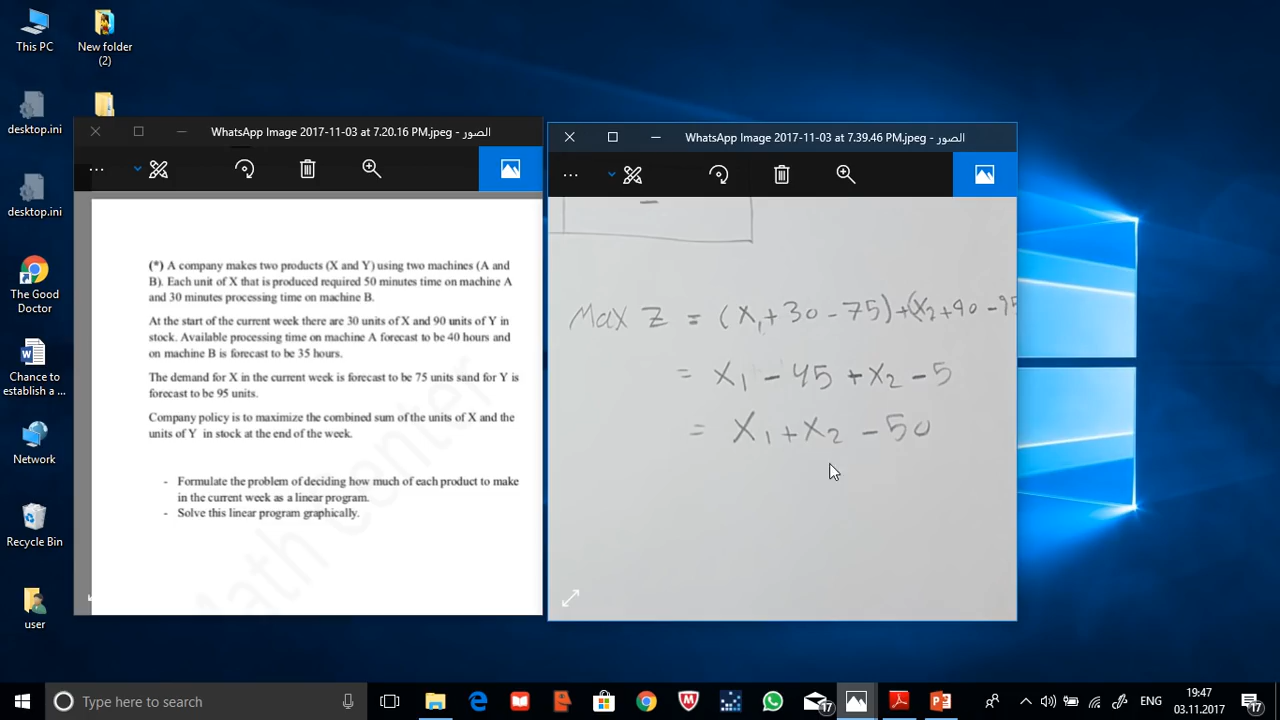 This PC
New folder (2)
desktop.ini
desktop.ini
The Good Doctor
Chance to establish a ...
Network
Recycle Bin
user
WhatsApp Image 2017-11-03 at 7.20.16 PM.jpeg - الصور
(*) A company makes two products (X and Y) using two machines (A and
B). Each unit of X that is produced required 50 minutes time on machine A
and 30 minutes processing time on machine B.
At the start of the current week there are 30 units of X and 90 units of Y in
stock. Available processing time on machine A forecast to be 40 hours and
on machine B is forecast to be 35 hours.
The demand for X in the current week is forecast to be 75 units sand for Y is
forecast to be 95 units.
Company policy is to maximize the combined sum of the units of X and the
units of Y in stock at the end of the week.
- Formulate the problem of deciding how much of each product to make
in the current week as a linear program.
- Solve this linear program graphically.
Math center
WhatsApp Image 2017-11-03 at 7.39.46 PM.jpeg - الصور
Max Z = (X₁+30-75)+(X₂+90-95
= X₁ - 45 + X₂ - 5
= X₁ + X₂ - 50
Type here to search
17
ENG
19:47
03.11.2017
17